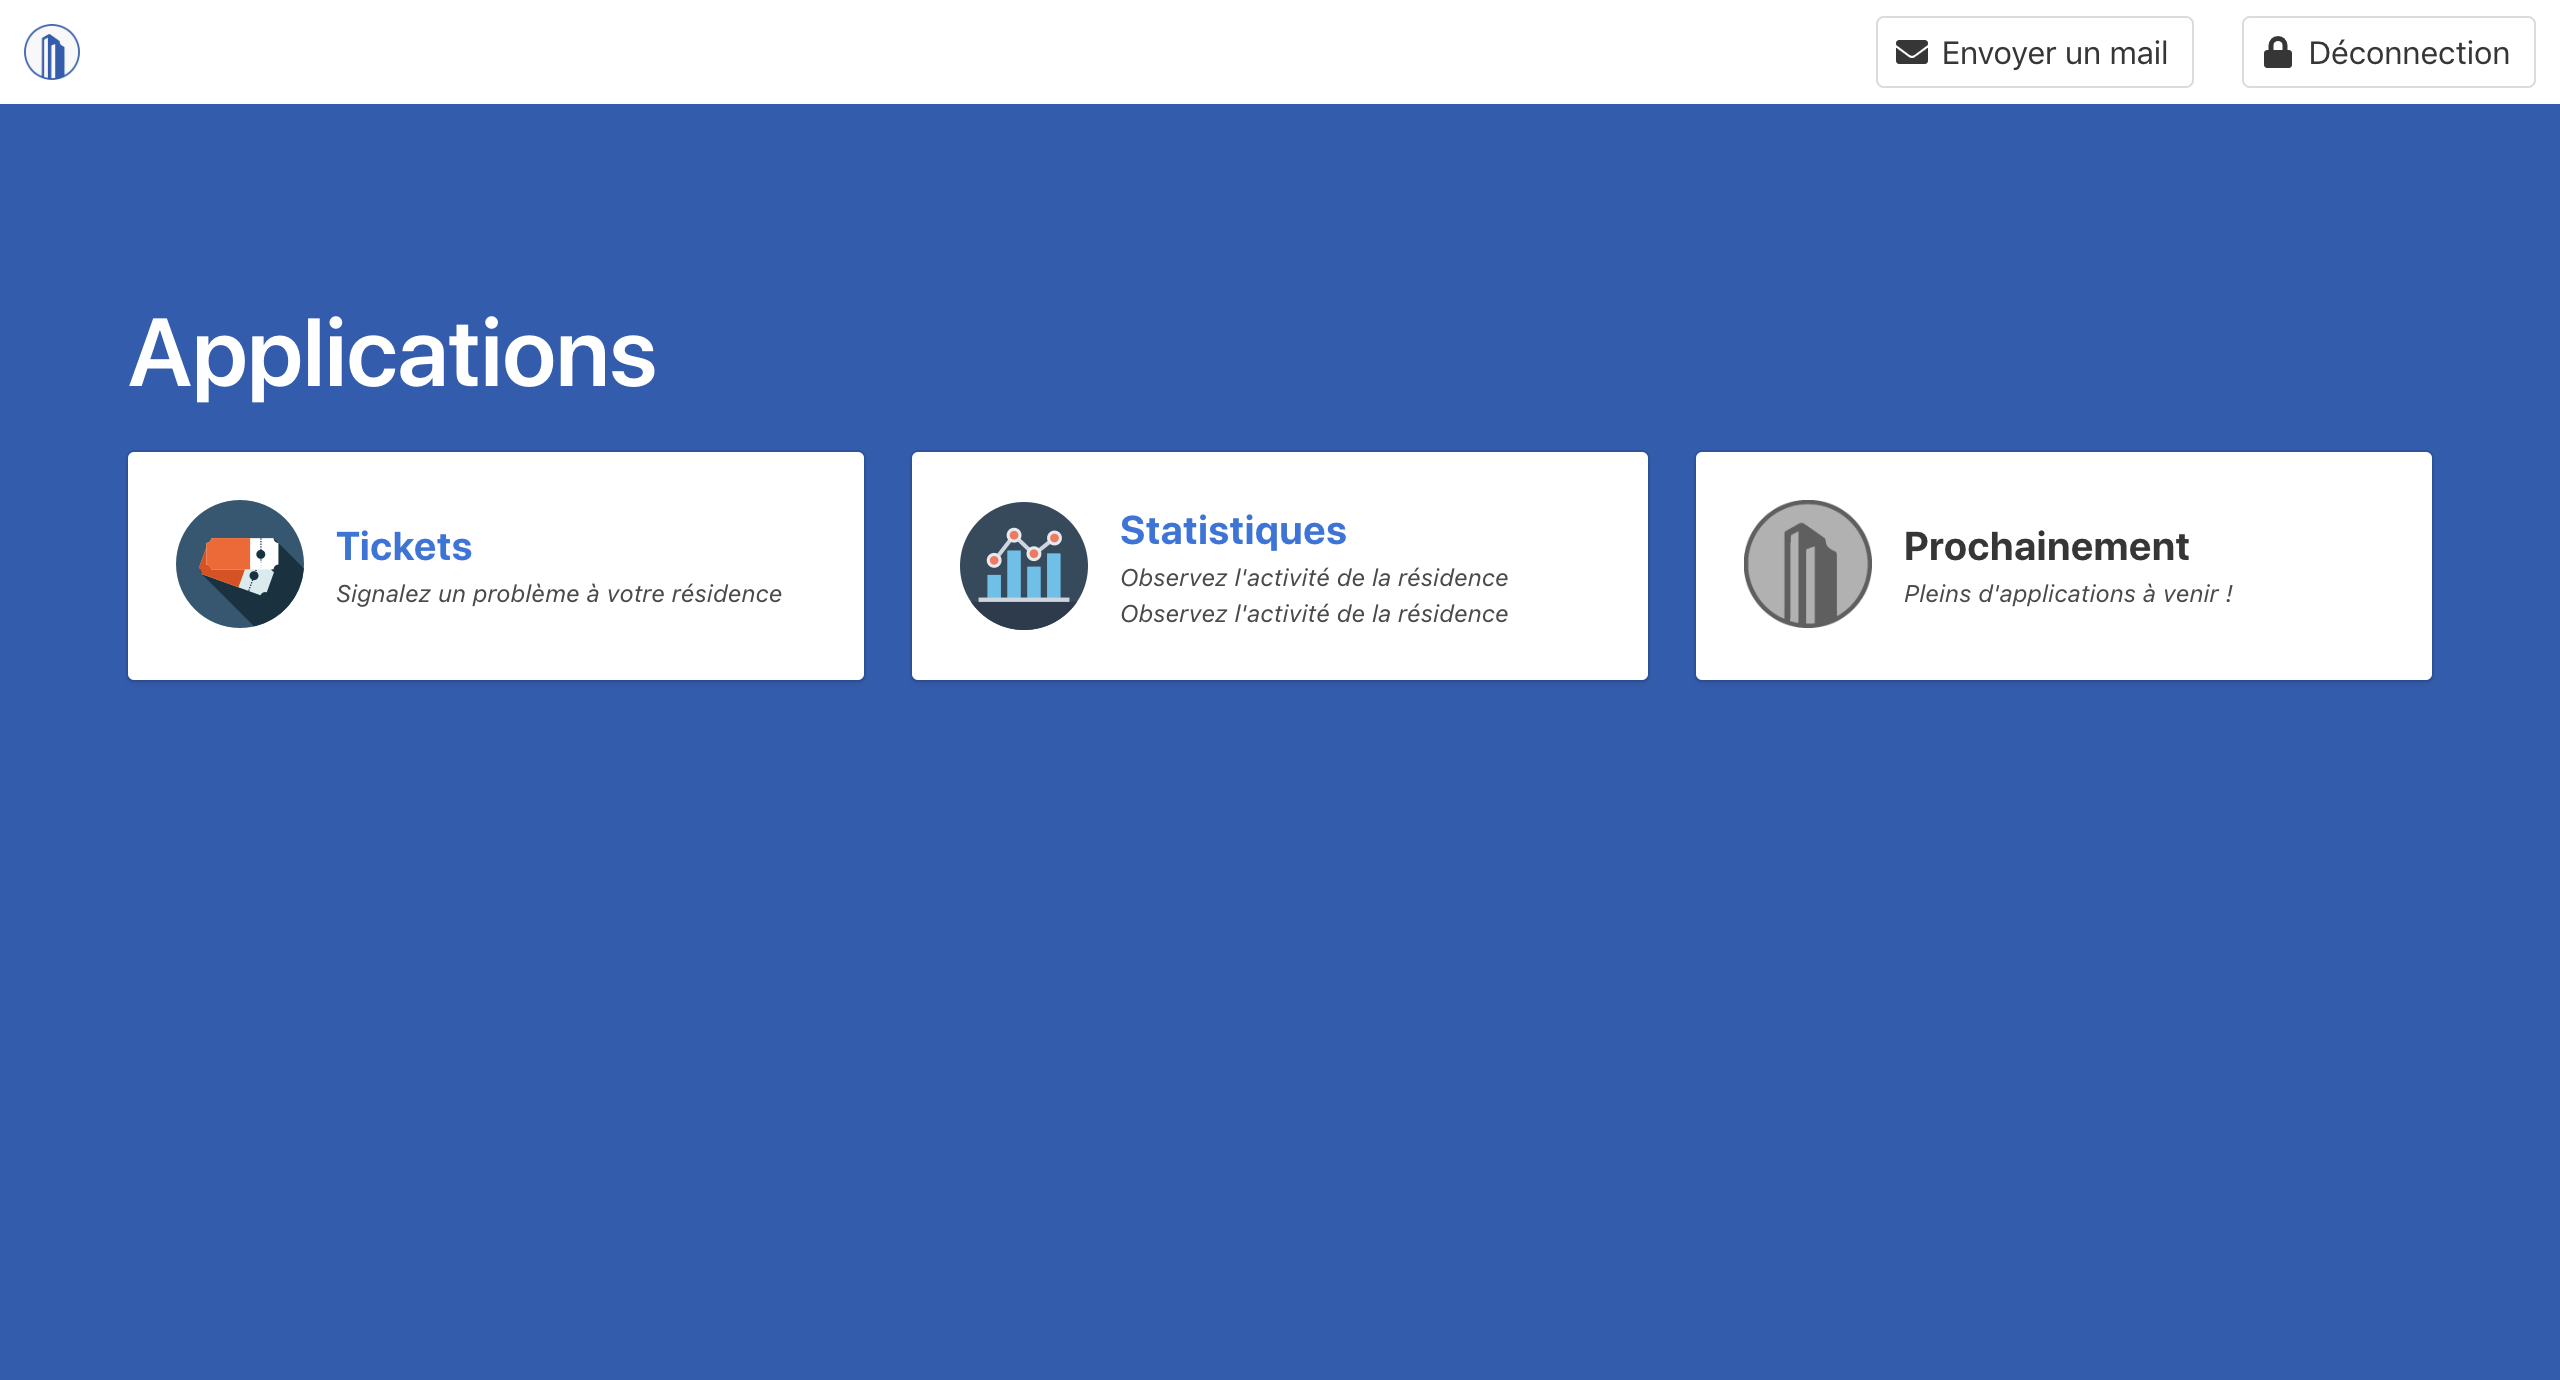 Envoyer un mail
Déconnection
Applications
Tickets
Signalez un problème à votre résidence
Statistiques
Observez l'activité de la résidence
Observez l'activité de la résidence
Prochainement
Pleins d'applications à venir !